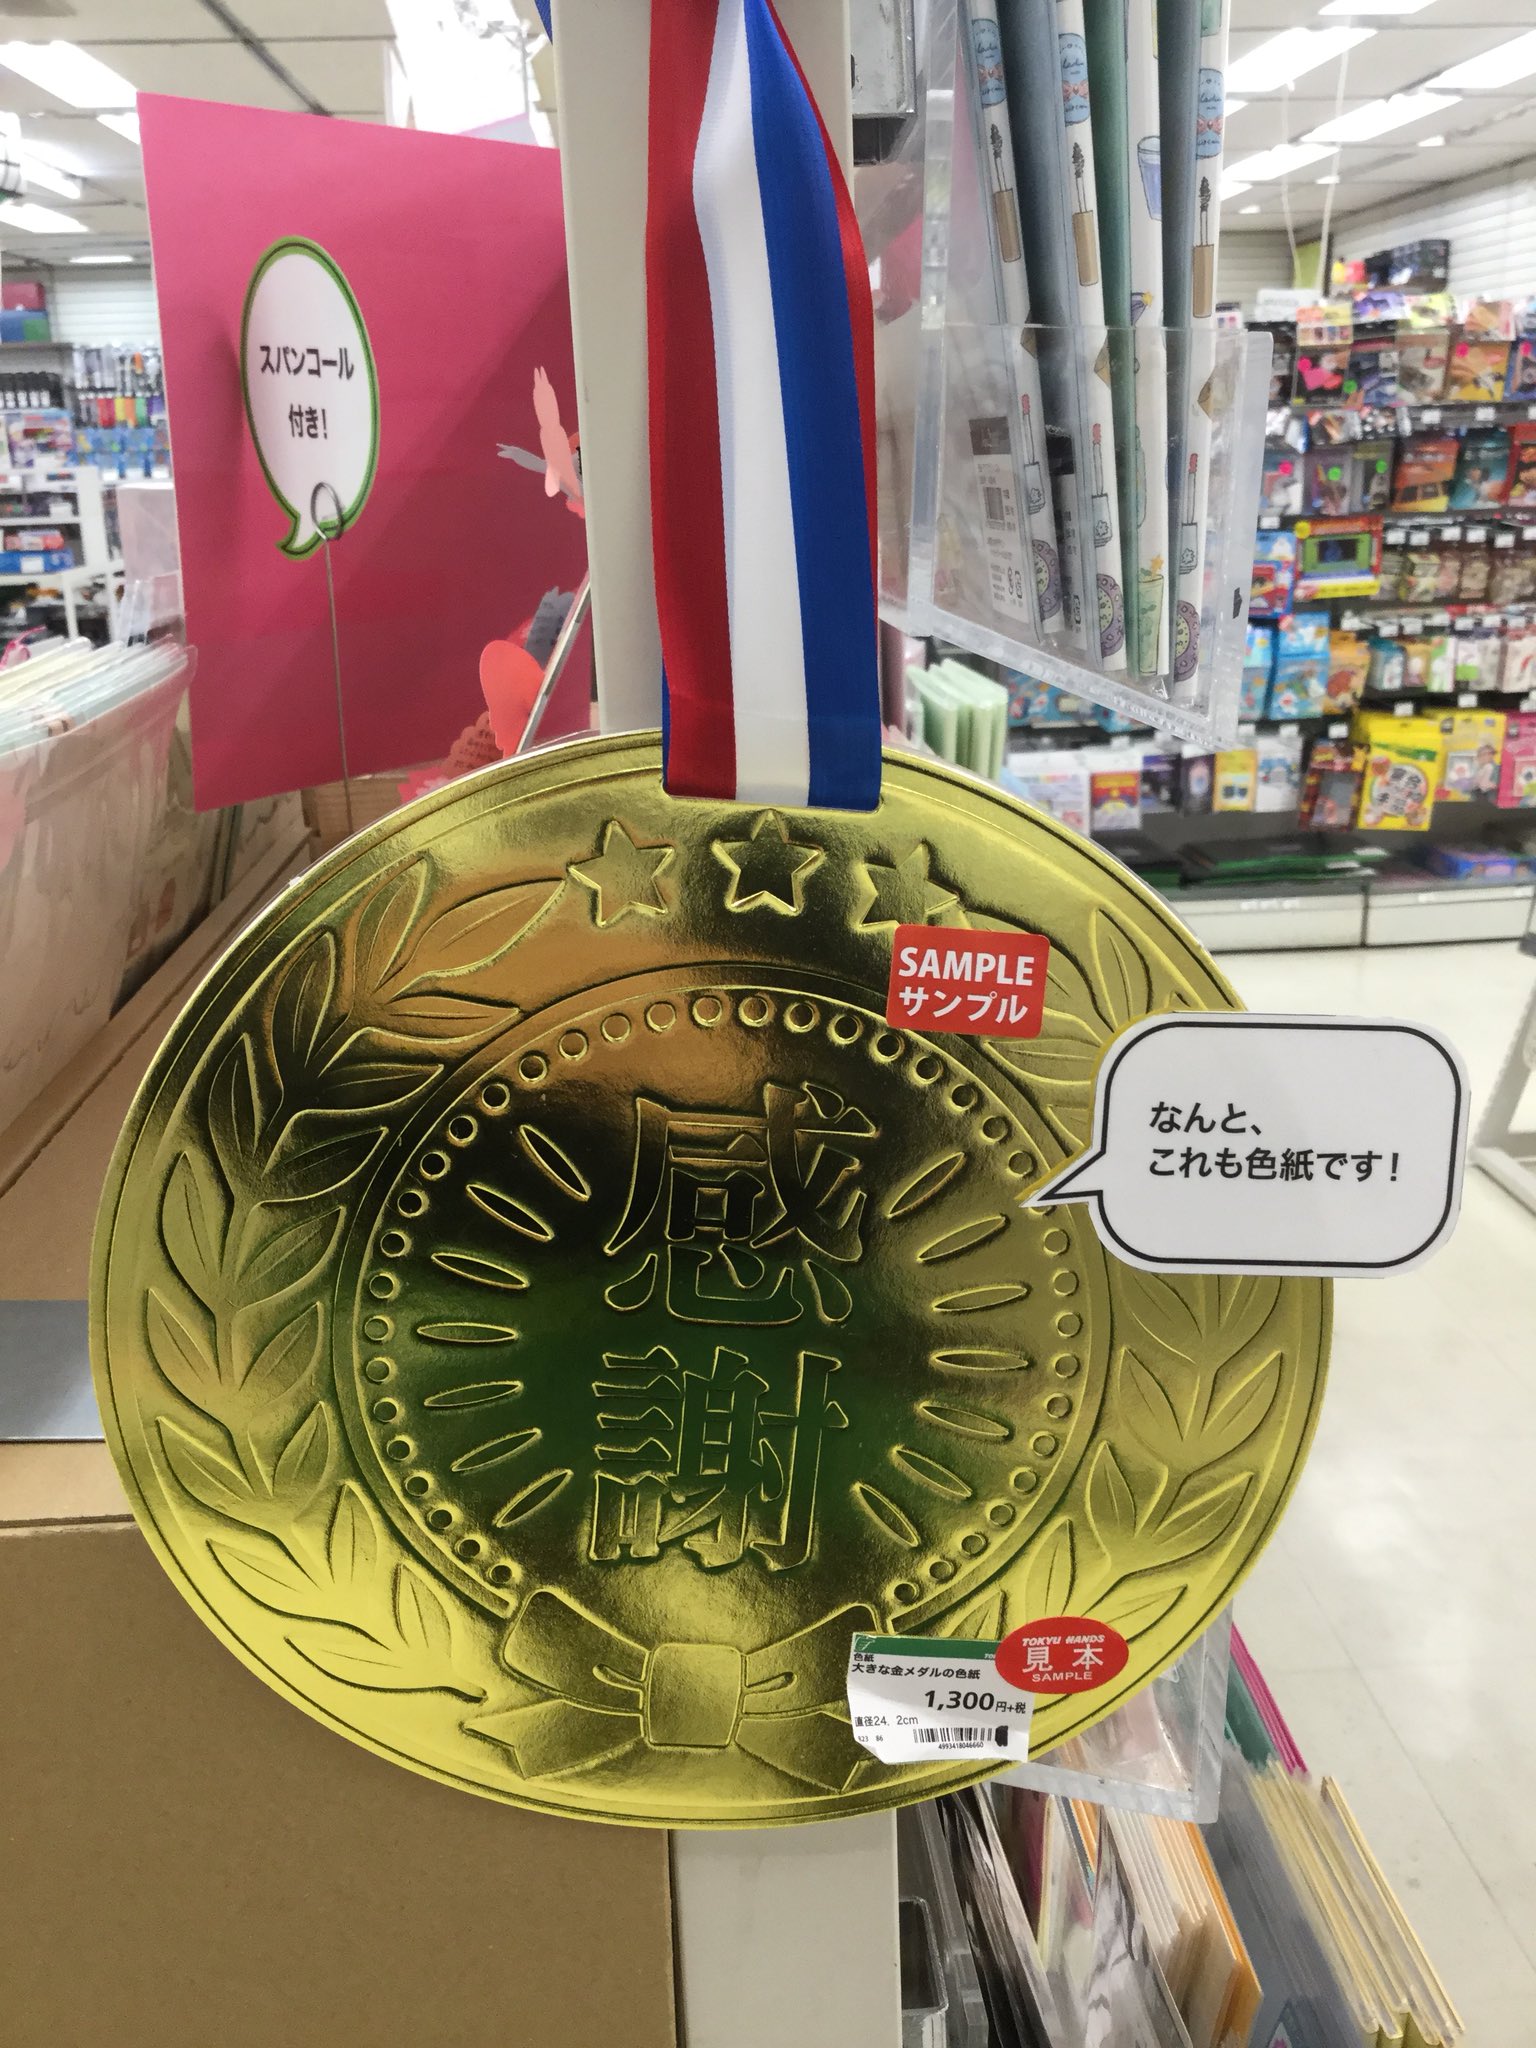 スパンコール
付き！
SAMPLE
サンプル
なんと、
これも色紙です！
感
謝
TOKYU HANDS
見本
SAMPLE
色紙
大きな金メダルの色紙
1,300円+税
直径24.2cm
4993418046660